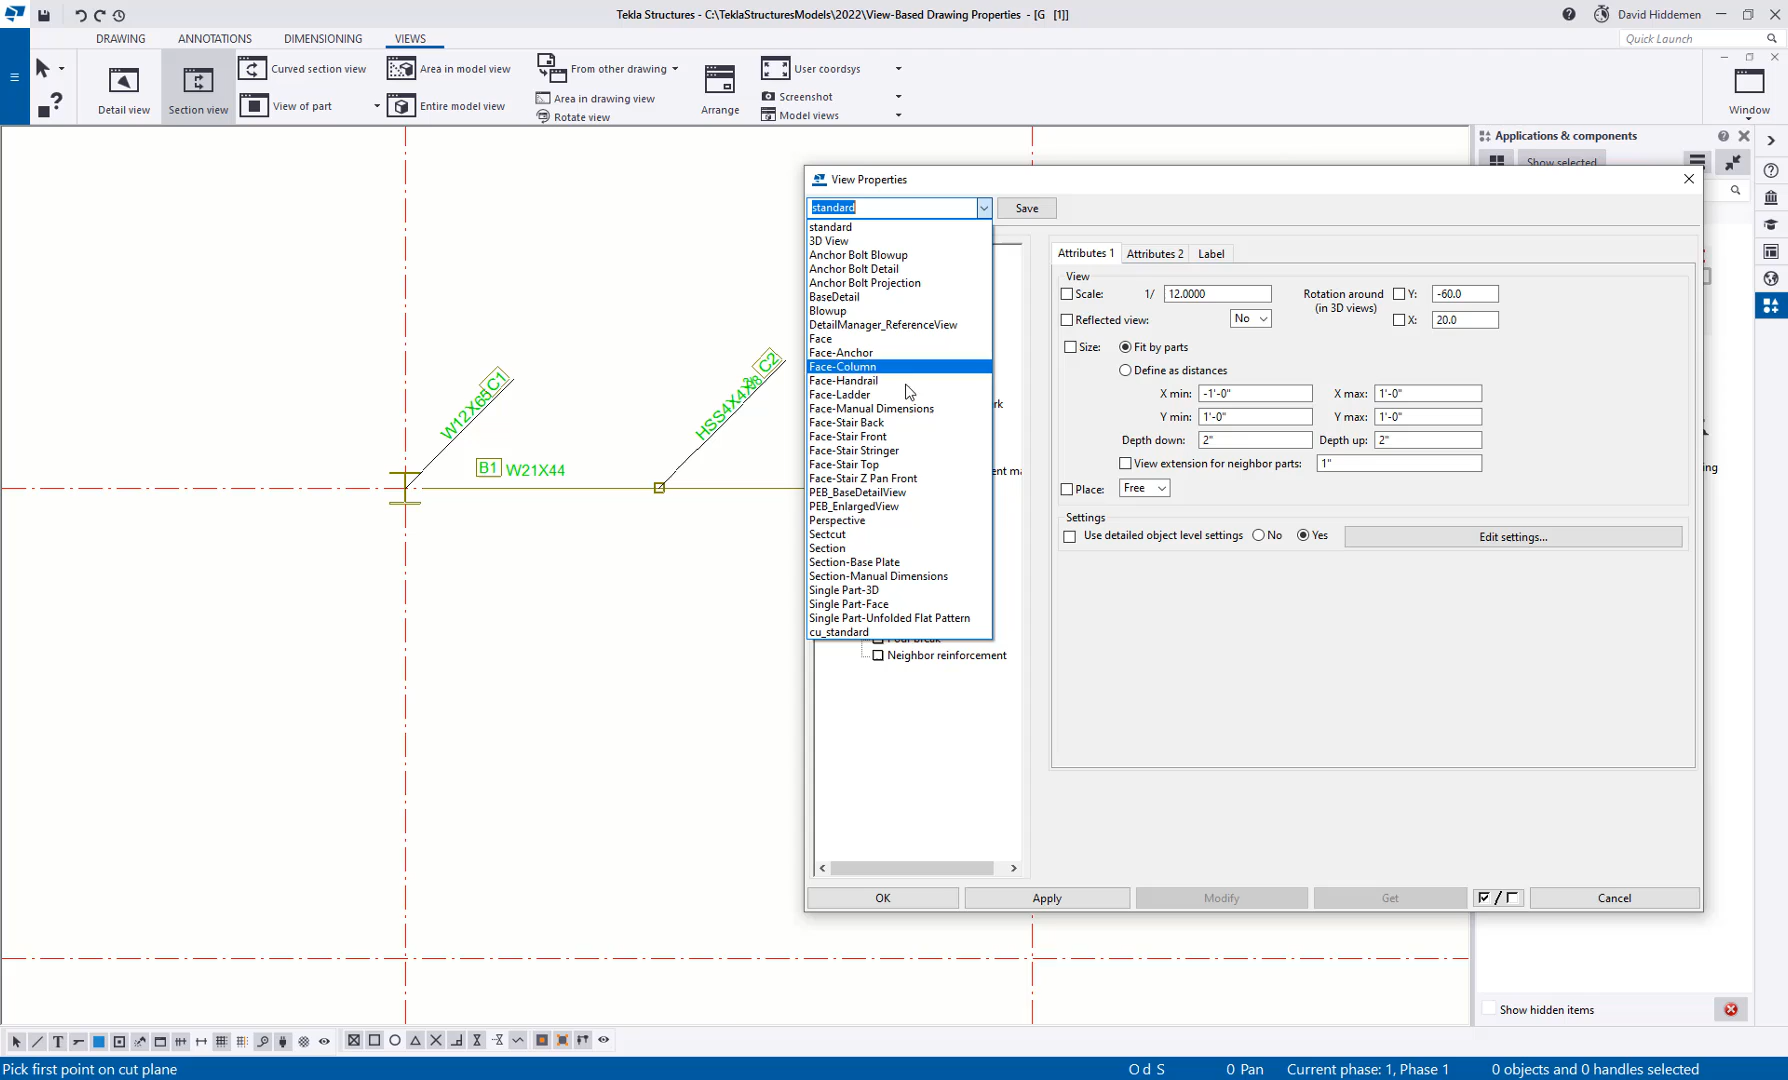 Tekla Structures - C:\TeklaStructuresModels\2022\View-Based Drawing Properties - [G [1]]
David Hiddemen
DRAWING
ANNOTATIONS
DIMENSIONING
VIEWS
Quick Launch
Detail view
Section view
Curved section view
View of part
Area in model view
Entire model view
From other drawing
Area in drawing view
Rotate view
Arrange
User coordsys
Screenshot
Model views
Window
Applications & components
Show selected
W12X65 C1
HSS4X4X C2
B1 W21X44
View Properties
standard
Save
standard
3D View
Anchor Bolt Blowup
Anchor Bolt Detail
Anchor Bolt Projection
BaseDetail
Blowup
DetailManager_ReferenceView
Face
Face-Anchor
Face-Column
Face-Handrail
Face-Ladder
Face-Manual Dimensions
Face-Stair Back
Face-Stair Front
Face-Stair Stringer
Face-Stair Top
Face-Stair Z Pan Front
PEB_BaseDetailView
PEB_EnlargedView
Perspective
Sectcut
Section
Section-Base Plate
Section-Manual Dimensions
Single Part-3D
Single Part-Face
Single Part-Unfolded Flat Pattern
cu_standard
Neighbor reinforcement
Attributes 1
Attributes 2
Label
View
Scale: 1/ 12.0000
Rotation around
(in 3D views)
Y: -60.0
X: 20.0
Reflected view: No
Size:
Fit by parts
Define as distances
X min: -1'-0" X max: 1'-0"
Y min: 1'-0" Y max: 1'-0"
Depth down: 2" Depth up: 2"
View extension for neighbor parts: 1"
Place: Free
Settings
Use detailed object level settings No Yes
Edit settings...
OK
Apply
Modify
Get
Cancel
Show hidden items
Pick first point on cut plane
O d S
0 Pan
Current phase: 1, Phase 1
0 objects and 0 handles selected